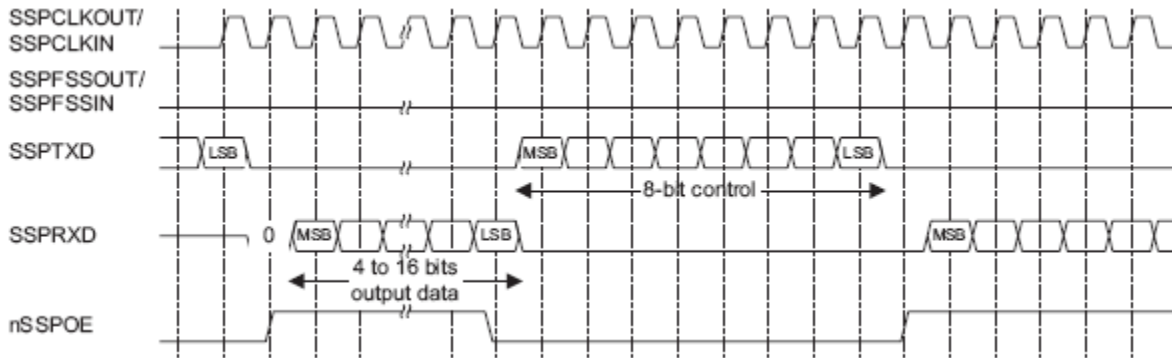 SSPCLKOUT/
SSPCLKIN
SSPFSSOUT/
SSPFSSIN
SSPTXD
LSB
MSB
LSB
8-bit control
SSPRXD
0
MSB
LSB
MSB
4 to 16 bits
output data
nSSPOE